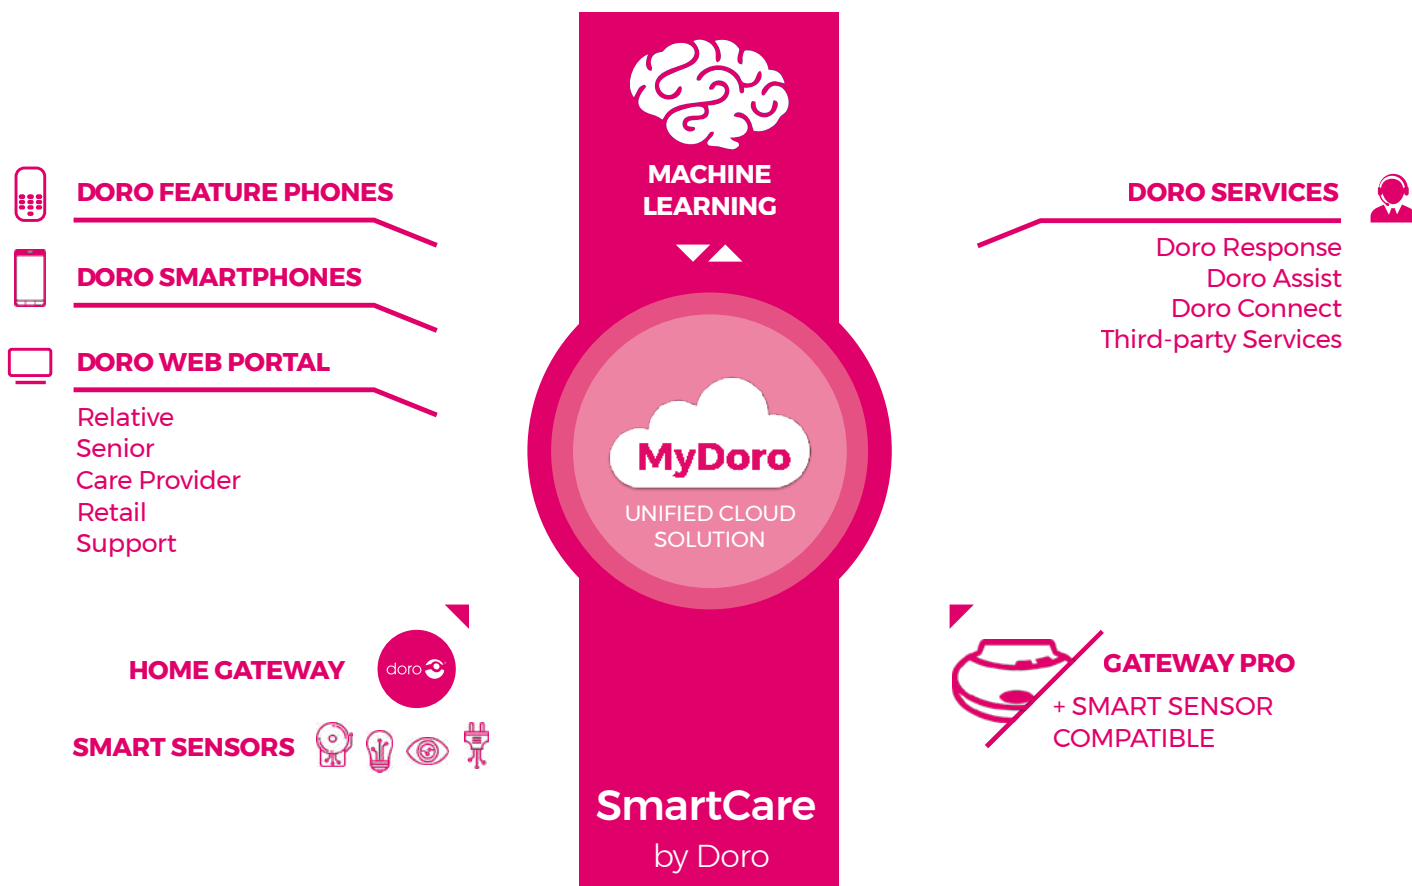 MACHINE
LEARNING
DORO FEATURE PHONES
DORO SMARTPHONES
DORO WEB PORTAL
Relative
Senior
Care Provider
Retail
Support
DORO SERVICES
Doro Response
Doro Assist
Doro Connect
Third-party Services
MyDoro
UNIFIED CLOUD
SOLUTION
HOME GATEWAY
doro
SMART SENSORS
GATEWAY PRO
+ SMART SENSOR
COMPATIBLE
SmartCare
by Doro